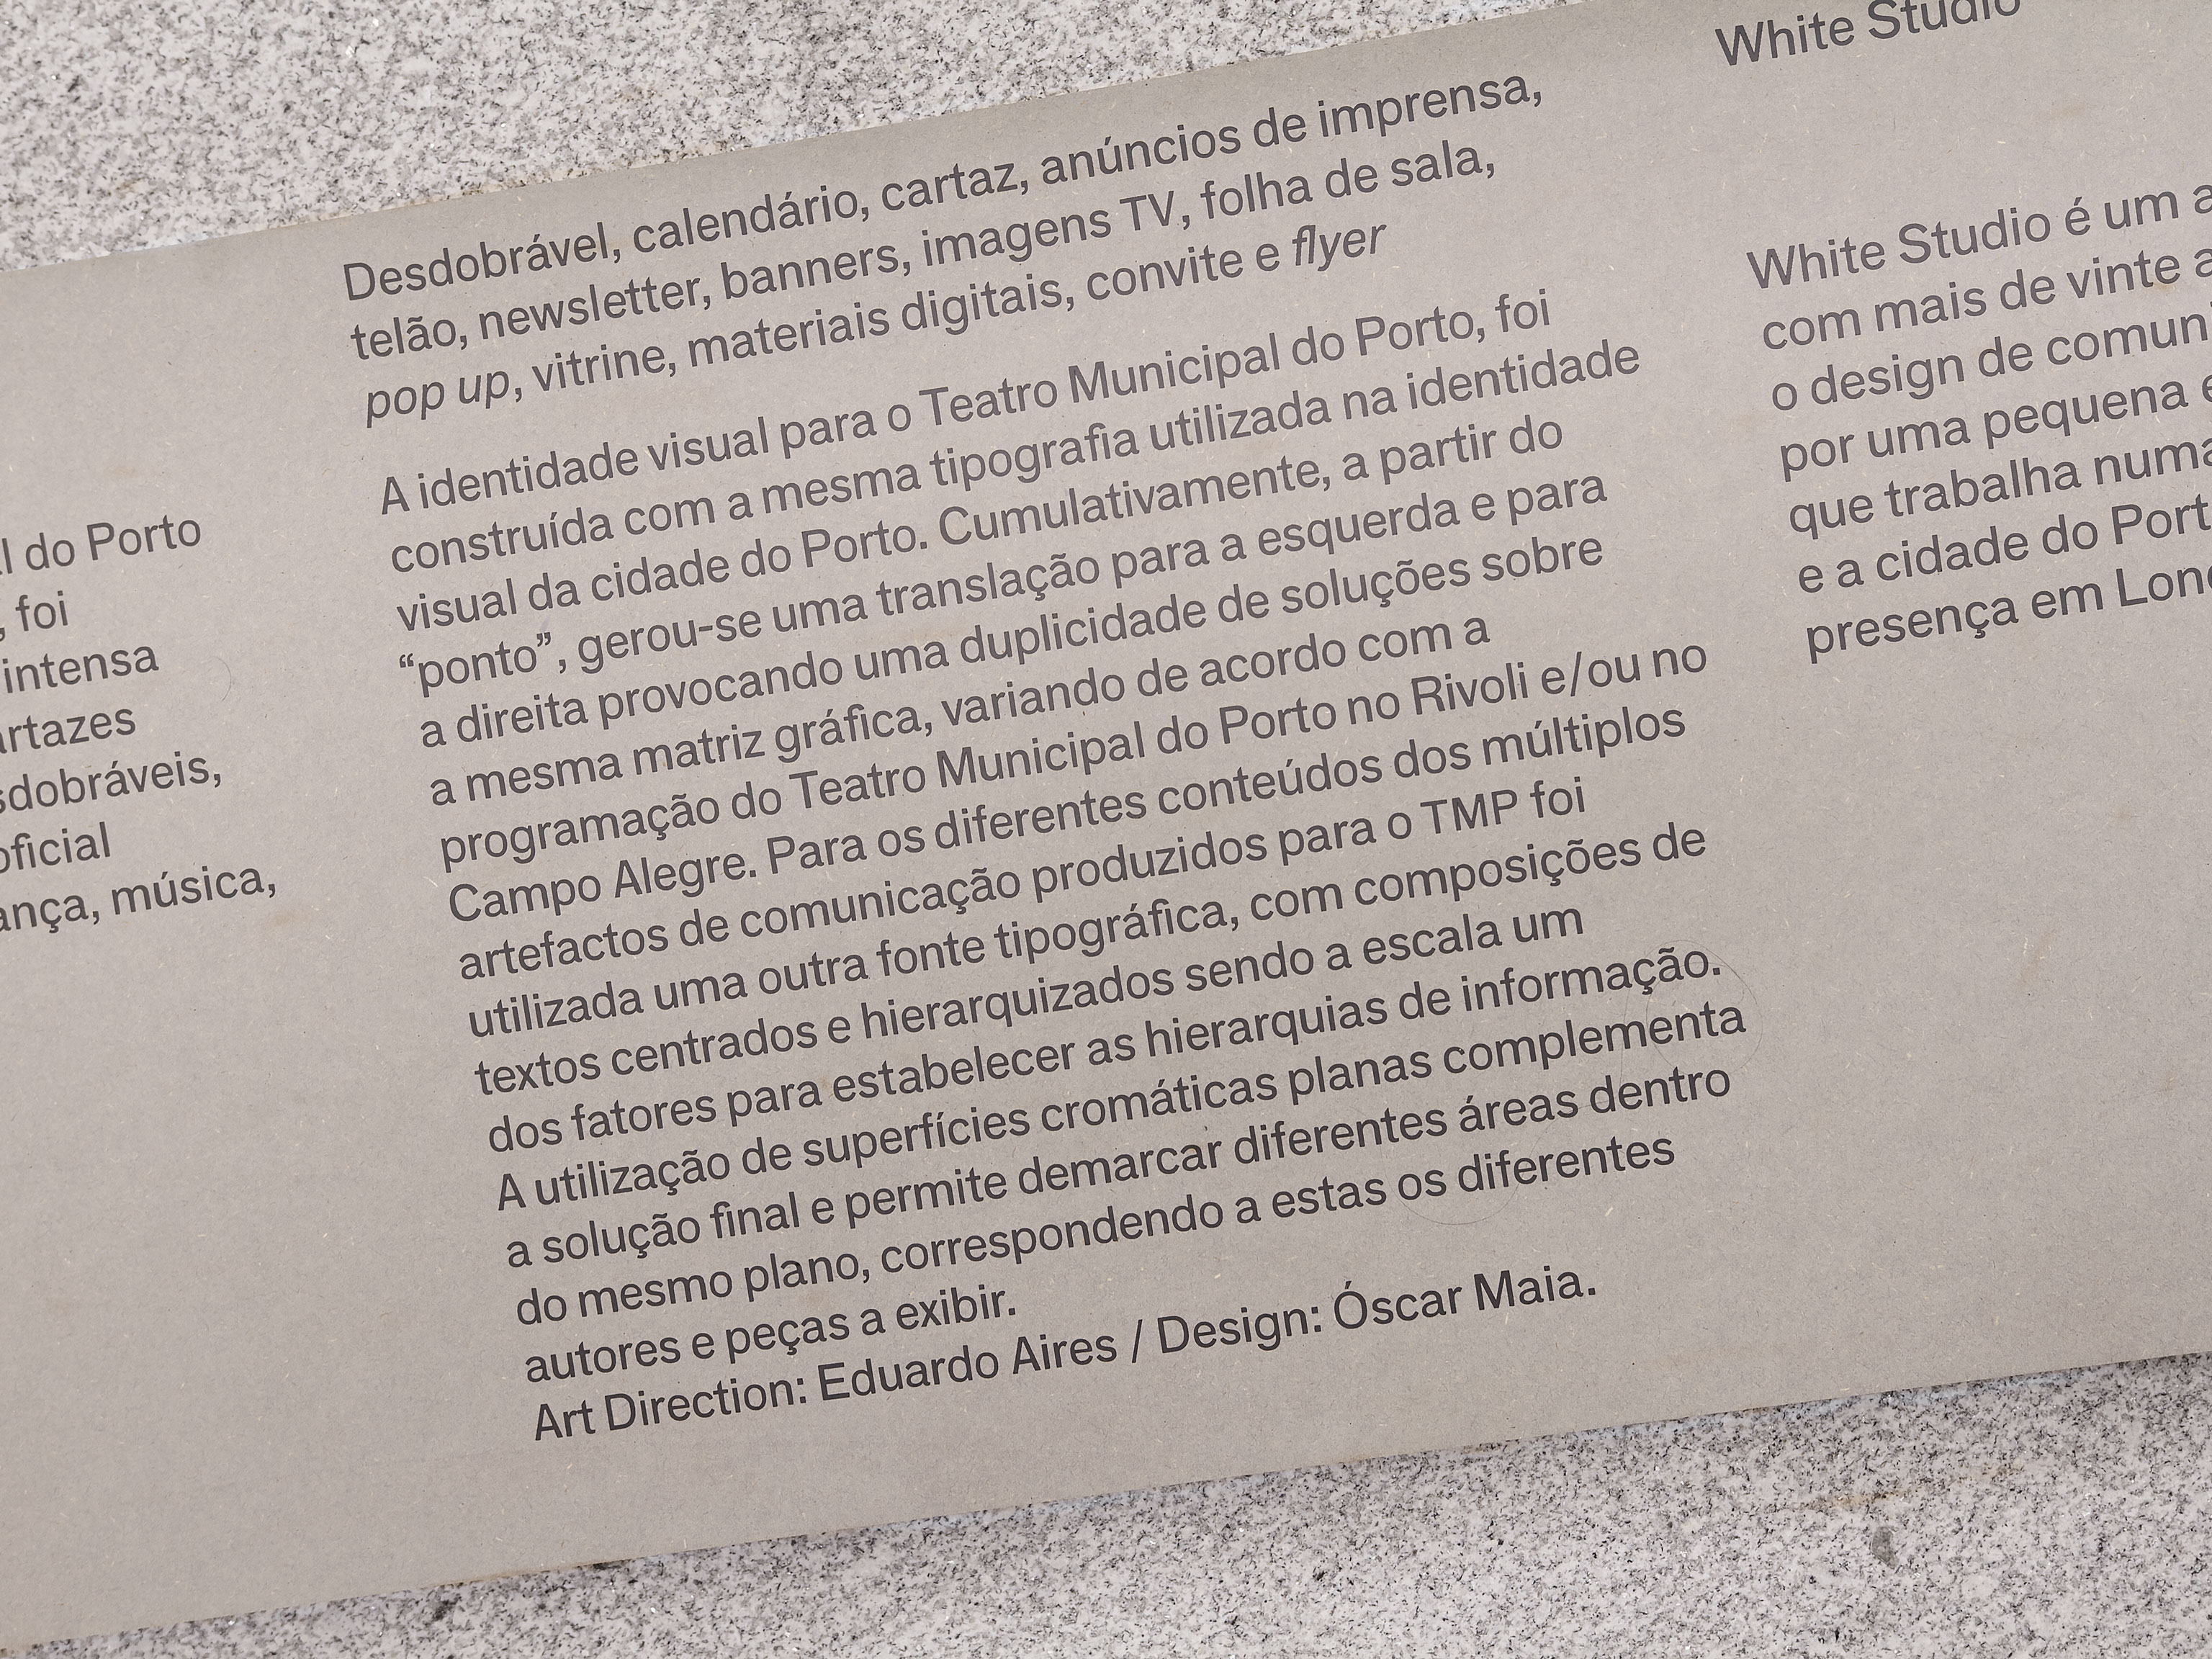 do Porto
foi
intensa
oficial
música,
Desdobrável, calendário, cartaz, anúncios de imprensa,
telão, newsletter, banners, imagens TV, folha de sala,
pop up, vitrine, materiais digitais, convite e flyer
A identidade visual para o Teatro Municipal do Porto, foi
construída com a mesma tipografia utilizada na identidade
visual da cidade do Porto. Cumulativamente, a partir do
“ponto”, gerou-se uma translação para a esquerda e para
a direita provocando uma duplicidade de soluções sobre
a mesma matriz gráfica, variando de acordo com a
programação do Teatro Municipal do Porto no Rivoli e/ou no
Campo Alegre. Para os diferentes conteúdos dos múltiplos
artefactos de comunicação produzidos para o TMP foi
utilizada uma outra fonte tipográfica, com composições de
textos centrados e hierarquizados sendo a escala um
dos fatores para estabelecer as hierarquias de informação.
A utilização de superfícies cromáticas planas complementa
a solução final e permite demarcar diferentes áreas dentro
do mesmo plano, correspondendo a estas os diferentes
autores e peças a exibir.
Art Direction: Eduardo Aires / Design: Óscar Maia.
White Studio
White Studio é um
com mais de vinte
o design de
por uma pequena
que trabalha
e a cidade do
presença em